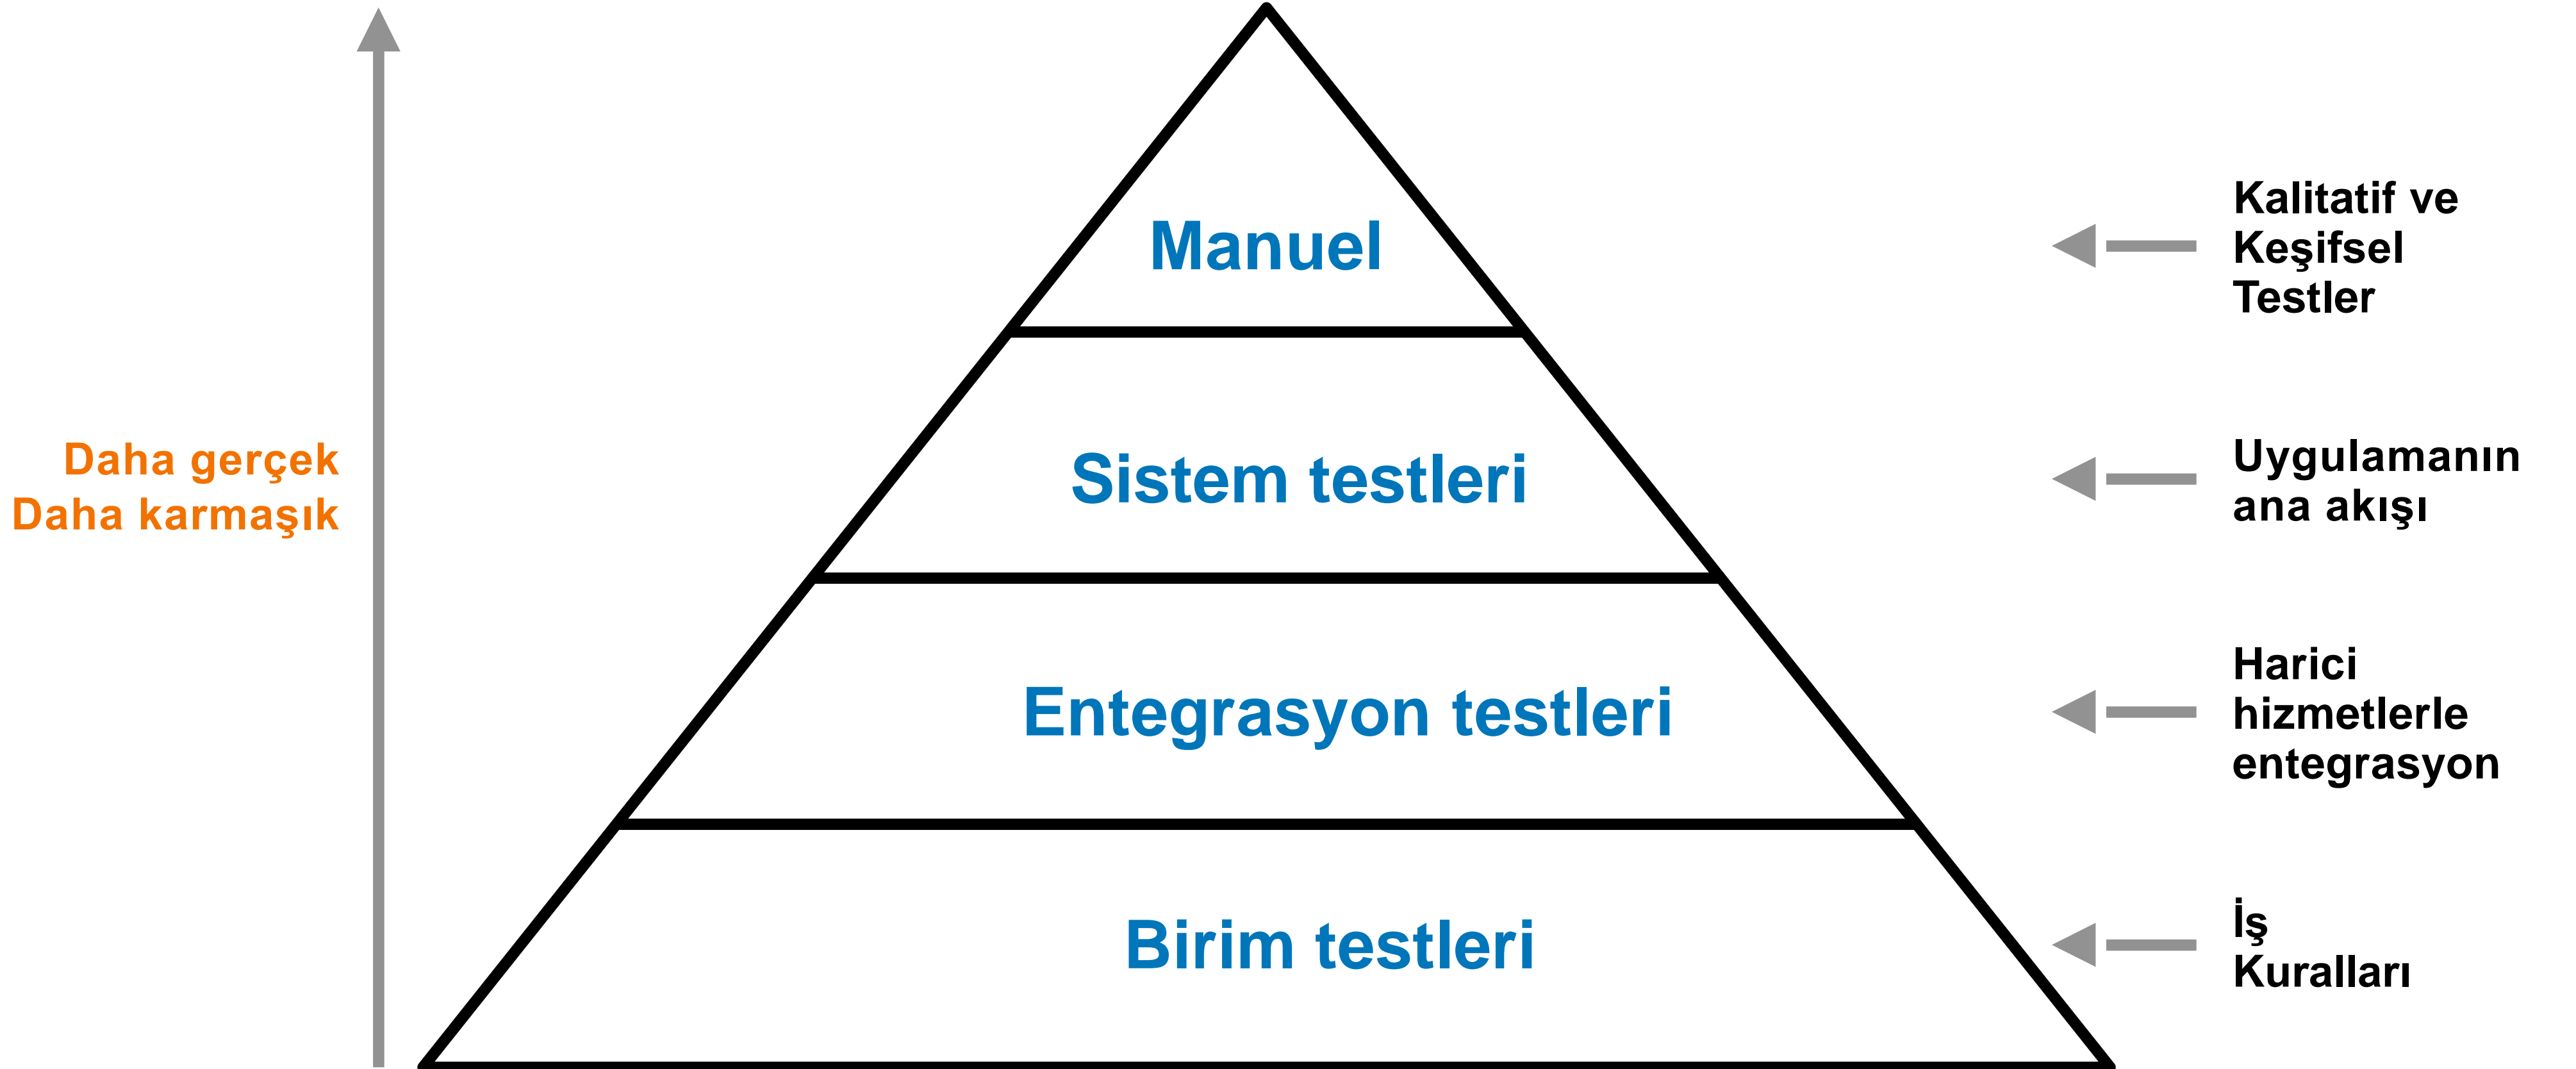 Manuel
Kalitatif ve
Keşifsel
Testler
Daha gerçek
Daha karmaşık
Sistem testleri
Uygulamanın
ana akışı
Entegrasyon testleri
Harici
hizmetlerle
entegrasyon
Birim testleri
İş
Kuralları